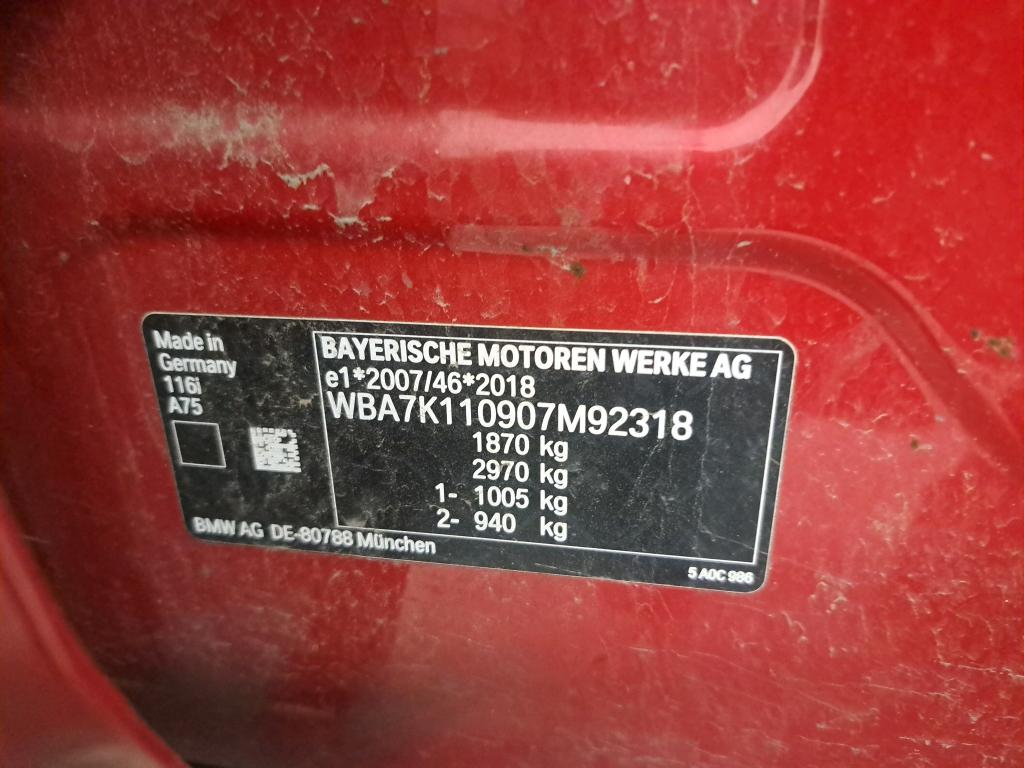 Made in
Germany
116i
A75
BAYERISCHE MOTOREN WERKE AG
e1*2007/46*2018
WBA7K110907M92318
1870 kg
2970 kg
1- 1005 kg
2- 940 kg
BMW AG DE-80788 München
5 A0C 986